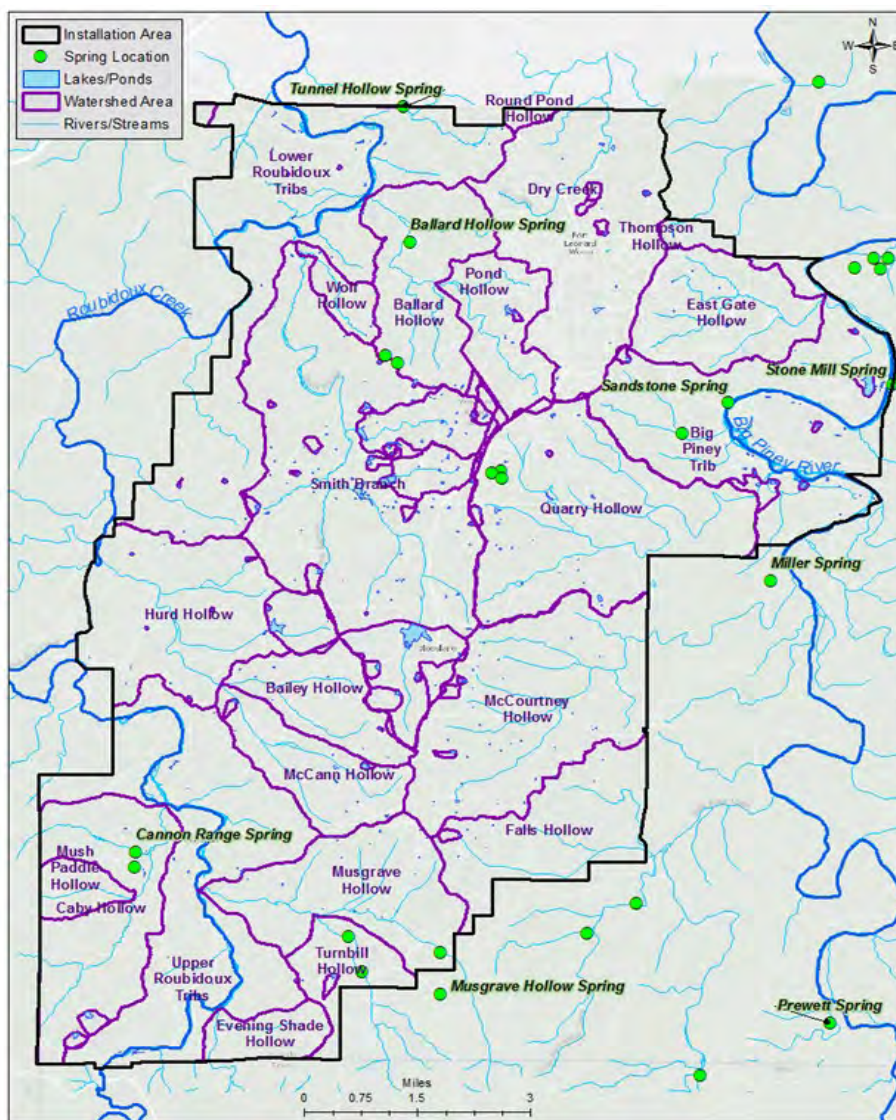 Installation Area
Spring Location
Lakes/Ponds
Watershed Area
Rivers/Streams
N
W
E
S
Tunnel Hollow Spring
Round Pond
Hollow
Lower
Roubidoux
Tribs
Dry Creek
Ballard Hollow Spring
Thompson
Hollow
Fort
Leonard
Wood
Wolf
Hollow
Ballard
Hollow
Pond
Hollow
East Gate
Hollow
Roubidoux Creek
Stone Mill Spring
Sandstone Spring
Big
Piney
Trib
Big Piney River
Smith Branch
Quarry Hollow
Miller Spring
Hurd Hollow
Bailey Hollow
McCourtney
Hollow
McCann Hollow
Falls Hollow
Cannon Range Spring
Mush
Paddle
Hollow
Caby Hollow
Musgrave
Hollow
Turnbill
Hollow
Upper
Roubidoux
Tribs
Musgrave Hollow Spring
Prewett Spring
Evening Shade
Hollow
Miles
0 0.75 1.5 3